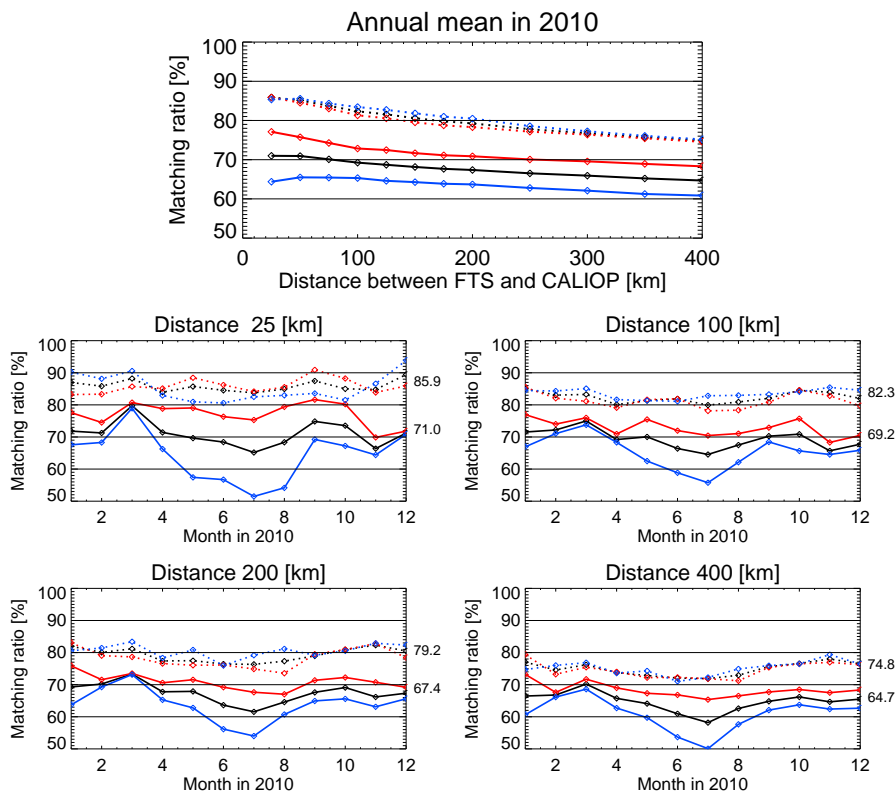 Annual mean in 2010
Matching ratio [%]
100
90
80
70
60
50
0 100 200 300 400
Distance between FTS and CALIOP [km]
Distance 25 [km]
Matching ratio [%]
100
90
80
70
60
50
85.9
71.0
2 4 6 8 10 12
Month in 2010
Distance 100 [km]
Matching ratio [%]
100
90
80
70
60
50
82.3
69.2
2 4 6 8 10 12
Month in 2010
Distance 200 [km]
Matching ratio [%]
100
90
80
70
60
50
79.2
67.4
2 4 6 8 10 12
Month in 2010
Distance 400 [km]
Matching ratio [%]
100
90
80
70
60
50
74.8
64.7
2 4 6 8 10 12
Month in 2010